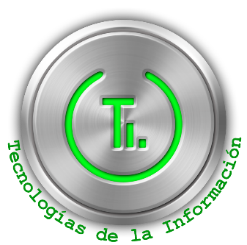 Ti.
Tecnologías de la Información